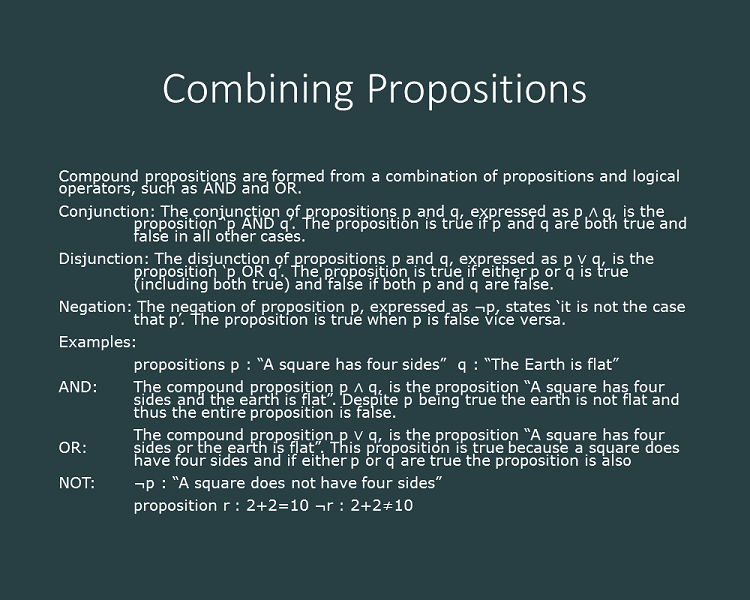 Combining Propositions
Compound propositions are formed from a combination of propositions and logical
operators, such as AND and OR.
Conjunction: The conjunction of propositions p and q, expressed as p ∧ q, is the
proposition ‘p AND q’. The proposition is true if p and q are both true and
false in all other cases.
Disjunction: The disjunction of propositions p and q, expressed as p ∨ q, is the
proposition ‘p OR q’. The proposition is true if either p or q is true
(including both true) and false if both p and q are false.
Negation: The negation of proposition p, expressed as ¬p, states ‘it is not the case
that p’. The proposition is true when p is false vice versa.
Examples:
propositions p : “A square has four sides” q : “The Earth is flat”
AND: The compound proposition p ∧ q, is the proposition “A square has four
sides and the earth is flat”. Despite p being true the earth is not flat and
thus the entire proposition is false.
The compound proposition p ∨ q, is the proposition “A square has four
OR: sides or the earth is flat”. This proposition is true because a square does
have four sides and if either p or q are true the proposition is also
NOT: ¬p : “A square does not have four sides”
proposition r : 2+2=10 ¬r : 2+2≠10